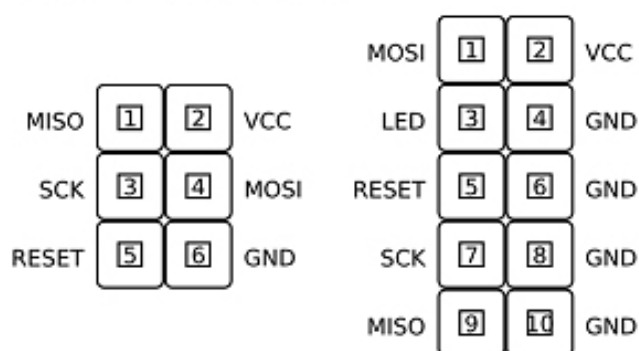 MISO 1 2 VCC
SCK 3 4 MOSI
RESET 5 6 GND
MOSI 1 2 VCC
LED 3 4 GND
RESET 5 6 GND
SCK 7 8 GND
MISO 9 10 GND